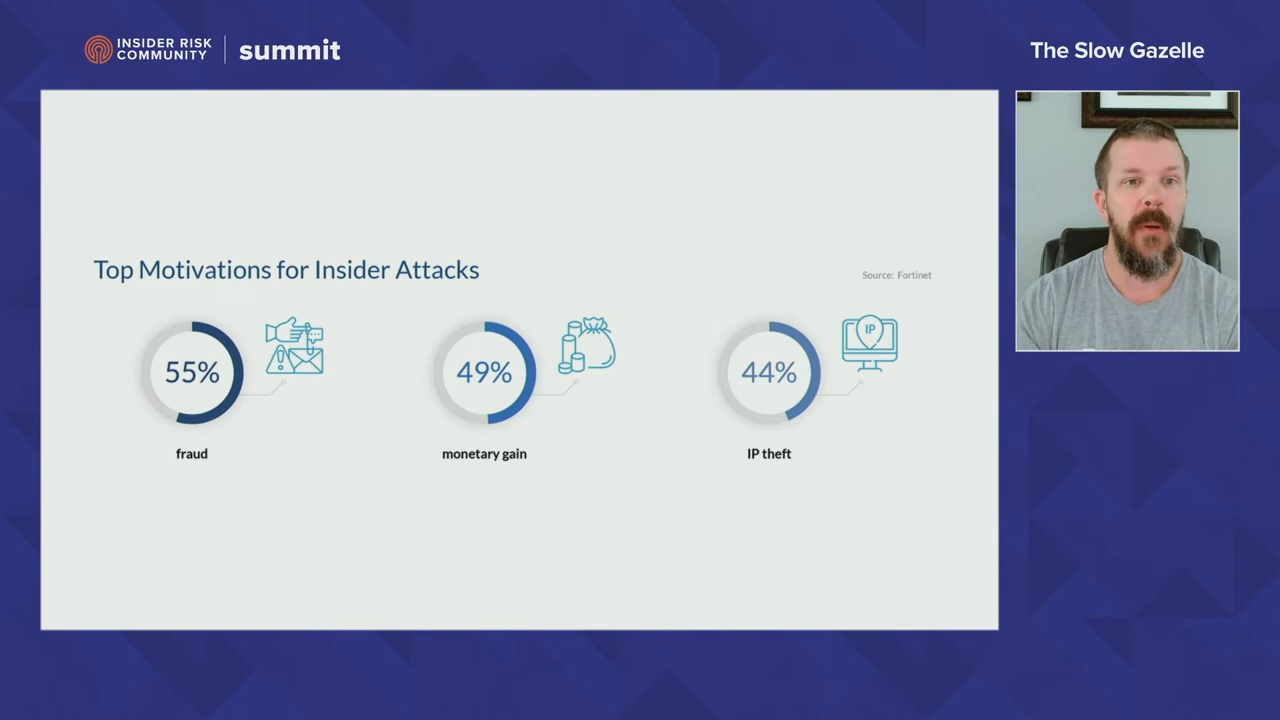 INSIDER RISK
COMMUNITY
summit
The Slow Gazelle
Top Motivations for Insider Attacks
Source: Fortinet
55%
49%
IP
44%
fraud
monetary gain
IP theft